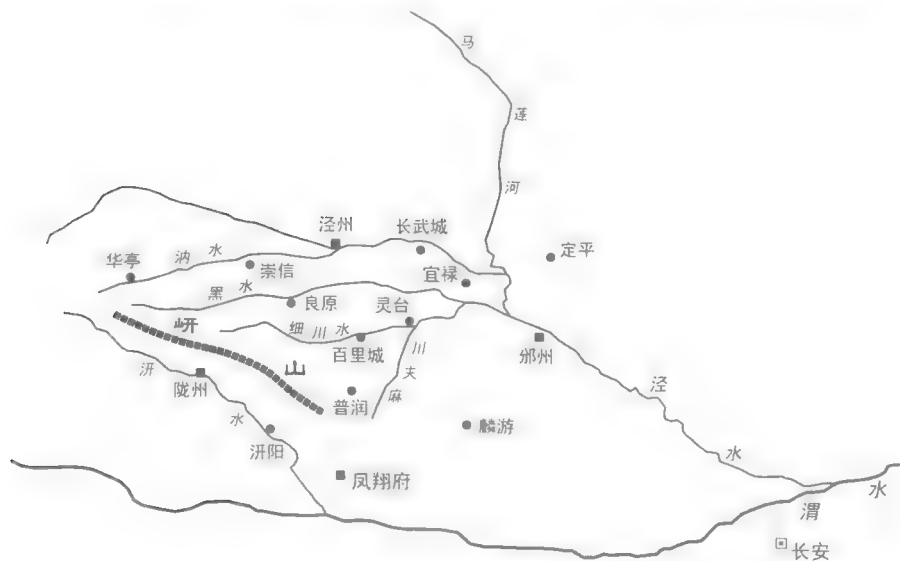 马
莲
河
泾州
长武城
定平
华亭
汭水
崇信
宜禄
黑水
良原
灵台
岍山
细川水
百里城
麻夫川
邠州
汧水
陇州
普润
泾水
汧阳
麟游
凤翔府
渭水
长安